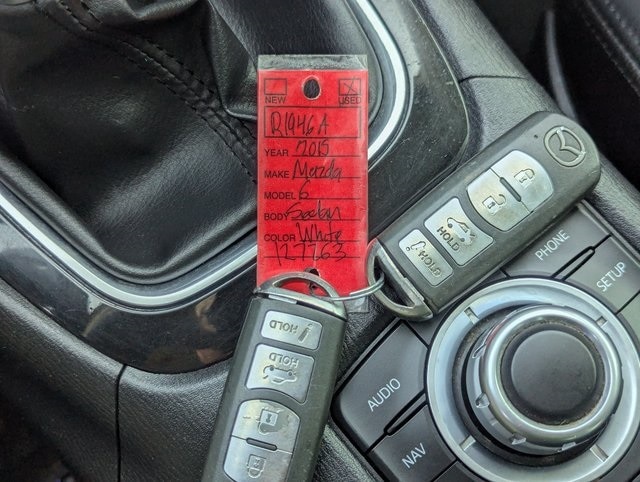 NEW USED
R1946A
YEAR 2015
MAKE Mazda
MODEL 6
BODY Sedan
COLOR White
127763
HOLD
HOLD
HOLD
HOLD
PHONE
SETUP
AUDIO
NAV